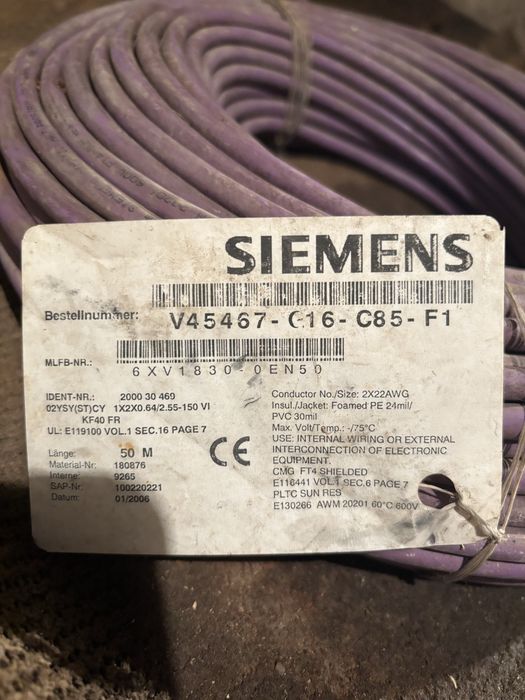 SIEMENS
Bestellnummer: V45467-C16-C85-F1
MLFB-NR.: 6XV1830-0EN50
IDENT-NR.: 2000 30 469
02YSY(ST)CY 1X2X0.64/2.55-150 VI
KF40 FR
UL: E119100 VOL.1 SEC.16 PAGE 7
Länge: 50 M
Material-Nr: 180876
Interne: 9265
SAP-Nr: 100220221
Datum: 01/2006
CE
Conductor No./Size: 2X22AWG
Insul./Jacket: Foamed PE 24mil/
PVC 30mil
Max. Volt/Temp.: -/75°C
USE: INTERNAL WIRING OR EXTERNAL
INTERCONNECTION OF ELECTRONIC
EQUIPMENT.
CMG FT4 SHIELDED
E116441 VOL.1 SEC.6 PAGE 7
PLTC SUN RES
E130266 AWM 20201 60°C 600V